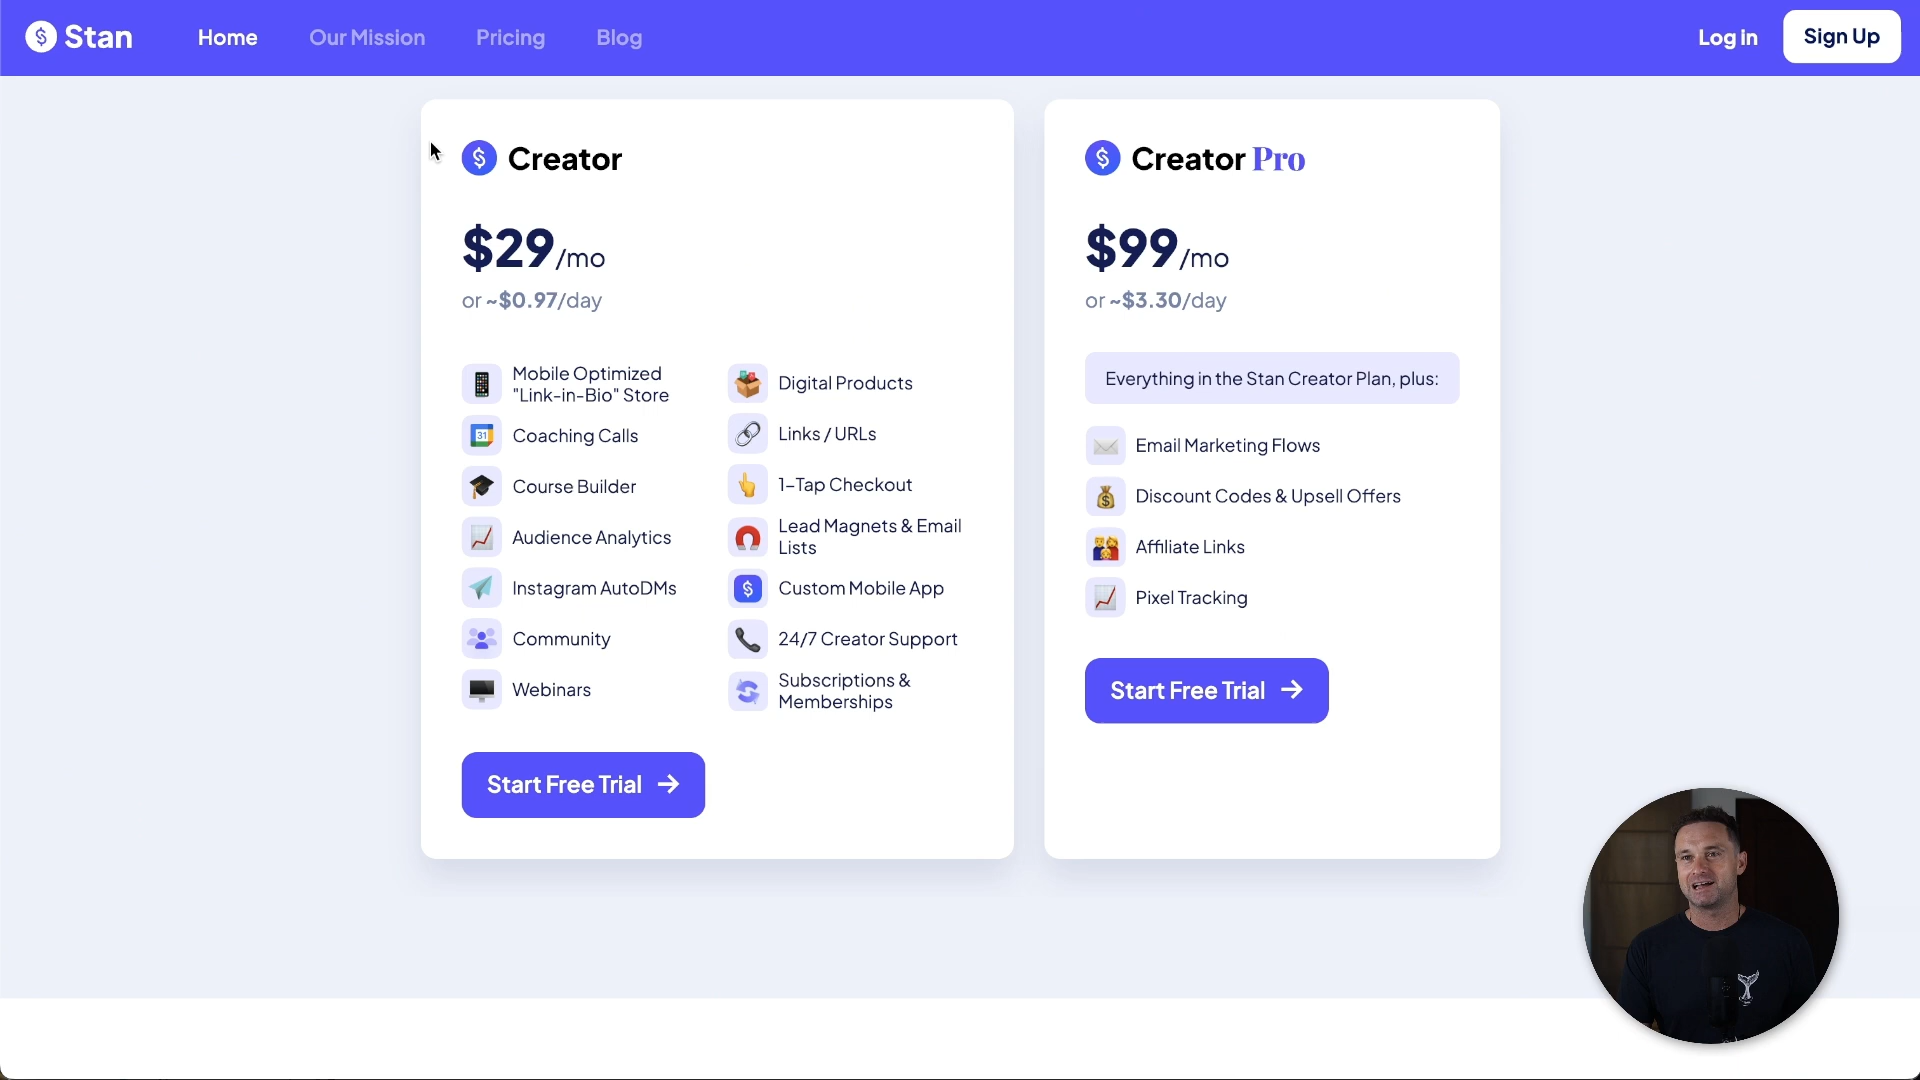 Stan
Home
Our Mission
Pricing
Blog
Log in
Sign Up
Creator
$29/mo
or ~$0.97/day
Mobile Optimized
"Link-in-Bio" Store
Coaching Calls
Course Builder
Audience Analytics
Instagram AutoDMs
Community
Webinars
Digital Products
Links / URLs
1-Tap Checkout
Lead Magnets & Email
Lists
Custom Mobile App
24/7 Creator Support
Subscriptions &
Memberships
Start Free Trial
Creator Pro
$99/mo
or ~$3.30/day
Everything in the Stan Creator Plan, plus:
Email Marketing Flows
Discount Codes & Upsell Offers
Affiliate Links
Pixel Tracking
Start Free Trial